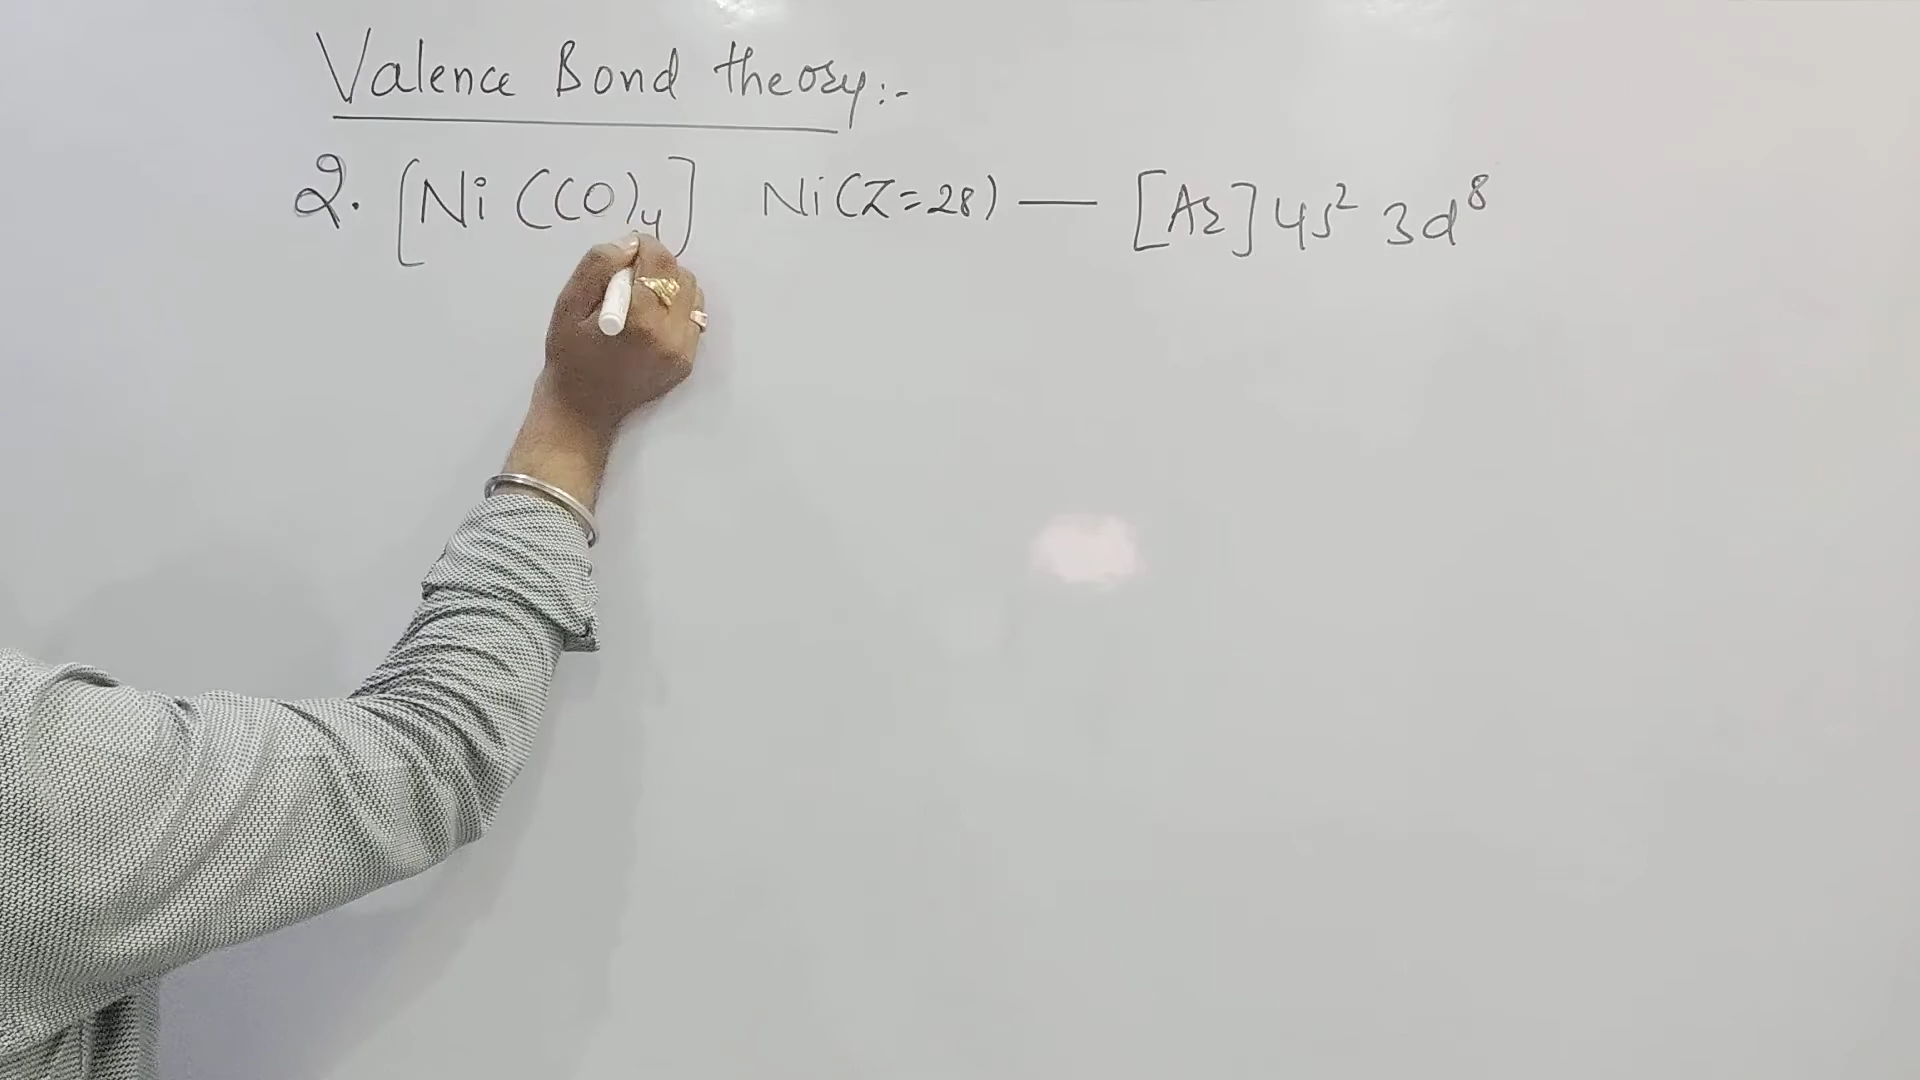 Valence Bond theory:-
2. [Ni(CO)₄] Ni(Z=28) — [Ar] 4s² 3d⁸